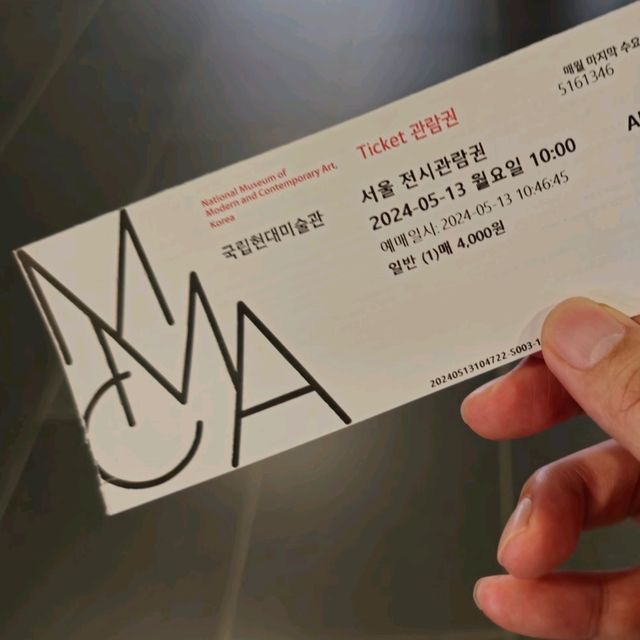 MMCA
National Museum of
Modern and Contemporary Art,
Korea
국립현대미술관
Ticket 관람권
서울 전시관람권
2024-05-13 월요일 10:00
예매일시: 2024-05-13 10:46:45
일반 (1)매 4,000원
20240513104722-S003-1
매월 마지막 수요
5161346